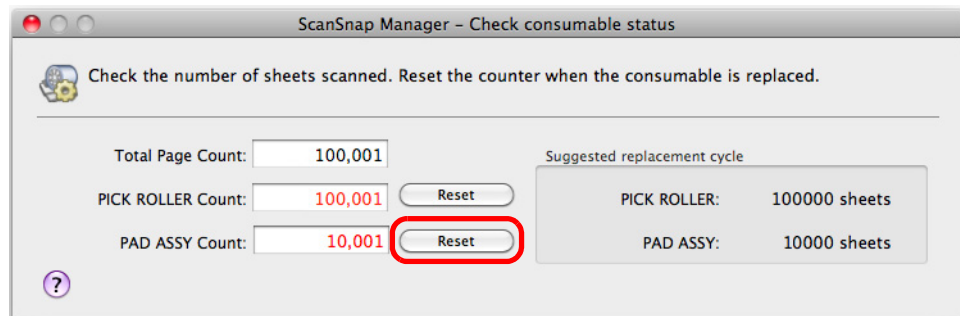 ScanSnap Manager – Check consumable status
Check the number of sheets scanned. Reset the counter when the consumable is replaced.
Total Page Count: 100,001
Suggested replacement cycle
PICK ROLLER Count: 100,001 Reset
PICK ROLLER: 100000 sheets
PAD ASSY Count: 10,001 Reset
PAD ASSY: 10000 sheets
?